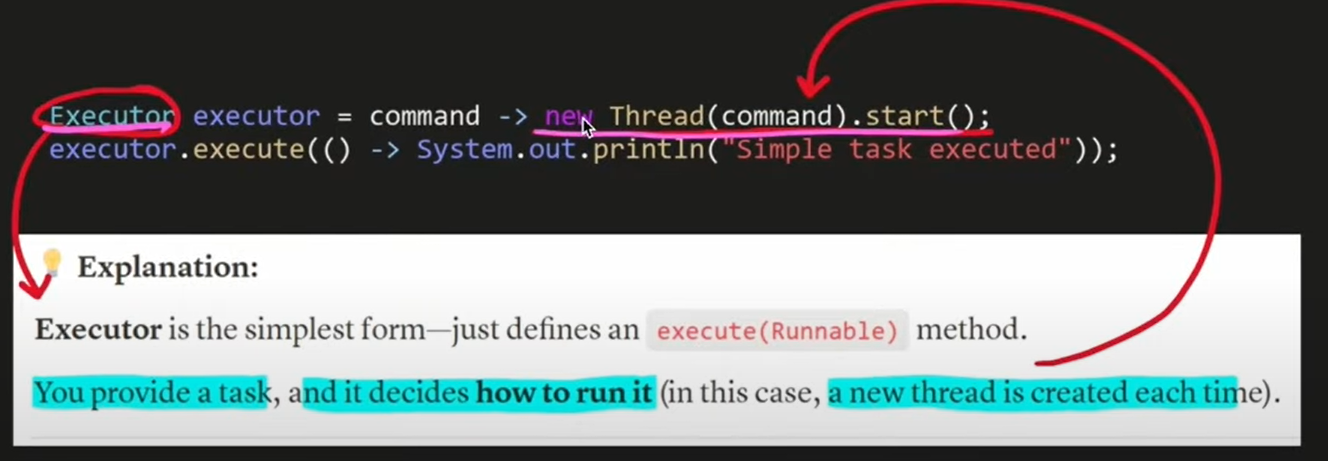 Executor executor = command -> new Thread(command).start();
executor.execute(() -> System.out.println("Simple task executed"));
Explanation:
Executor is the simplest form—just defines an execute(Runnable) method.
You provide a task, and it decides how to run it (in this case, a new thread is created each time).